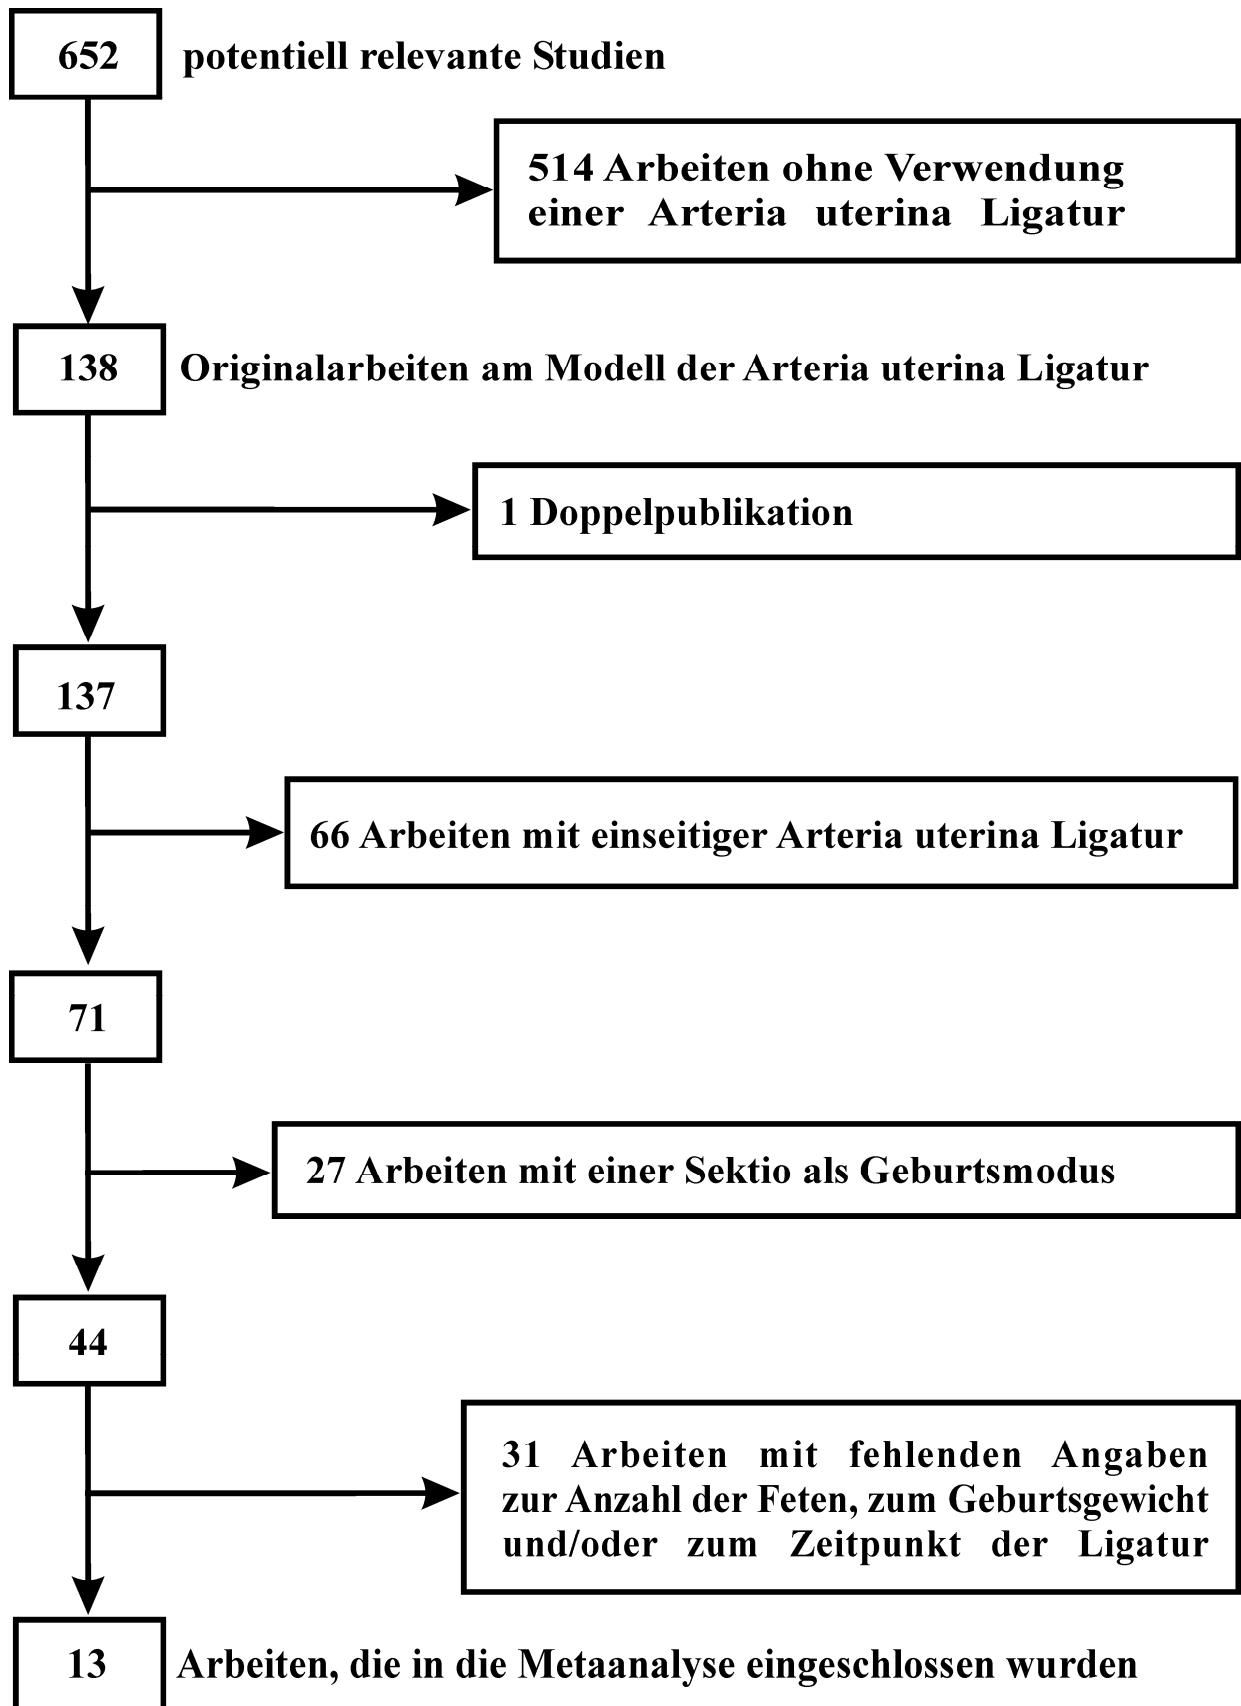 652 potentiell relevante Studien
514 Arbeiten ohne Verwendung
einer Arteria uterina Ligatur
138 Originalarbeiten am Modell der Arteria uterina Ligatur
1 Doppelpublikation
137
66 Arbeiten mit einseitiger Arteria uterina Ligatur
71
27 Arbeiten mit einer Sektio als Geburtsmodus
44
31 Arbeiten mit fehlenden Angaben
zur Anzahl der Feten, zum Geburtsgewicht
und/oder zum Zeitpunkt der Ligatur
13 Arbeiten, die in die Metaanalyse eingeschlossen wurden